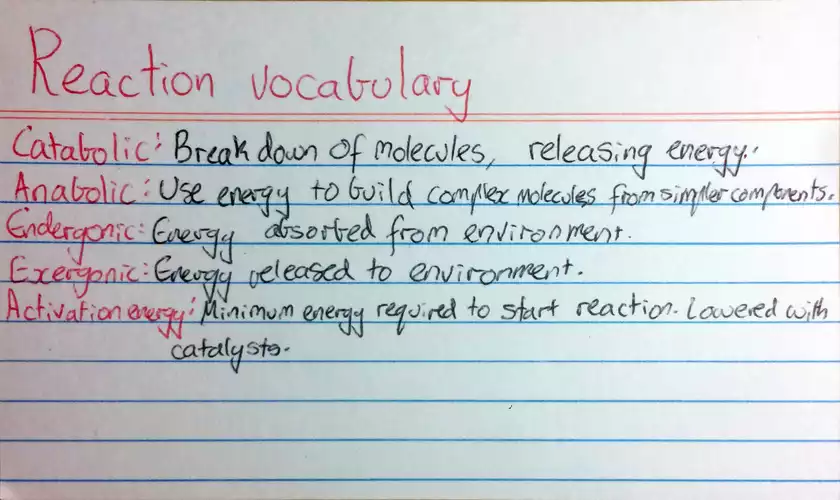 Reaction vocabulary
Catabolic: Break down of molecules, releasing energy.
Anabolic: Use energy to build complex molecules from simpler components.
Endergonic: Energy absorbed from environment.
Exergonic: Energy released to environment.
Activation energy: Minimum energy required to start reaction. Lowered with
catalysts.